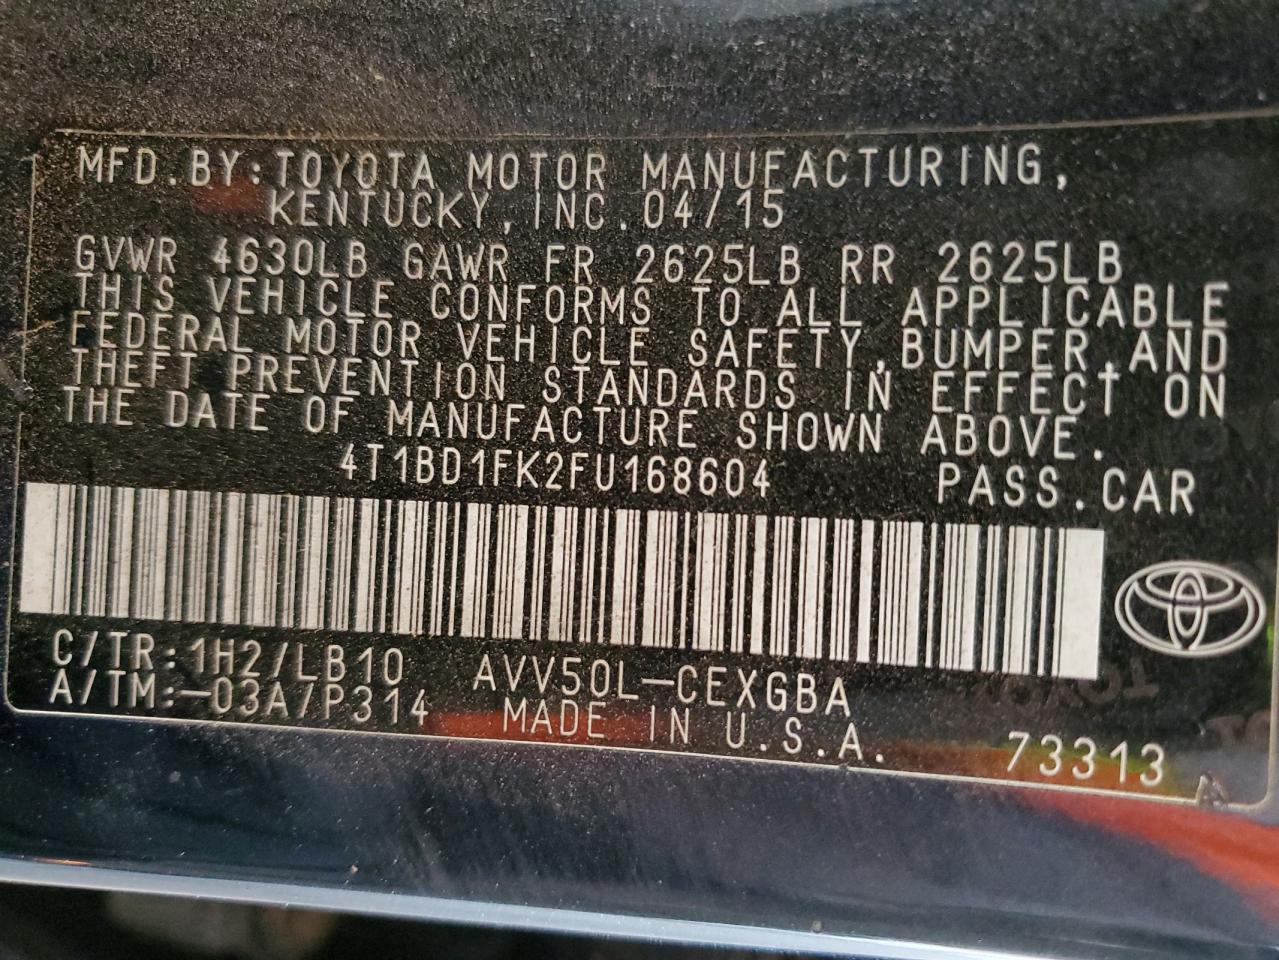 MFD. BY: TOYOTA MOTOR MANUFACTURING,
KENTUCKY, INC. 04/15
GVWR 4630LB GAWR FR 2625LB RR 2625LB
THIS VEHICLE CONFORMS TO ALL APPLICABLE
FEDERAL MOTOR VEHICLE SAFETY, BUMPER, AND
THEFT PREVENTION STANDARDS IN EFFECT ON
THE DATE OF MANUFACTURE SHOWN ABOVE.
4T1BD1FK2FU168604 PASS. CAR
C/TR: 1H2/LB10 AVV50L-CEXGBA
A/TM: -03A/P314 MADE IN U.S.A. 73313